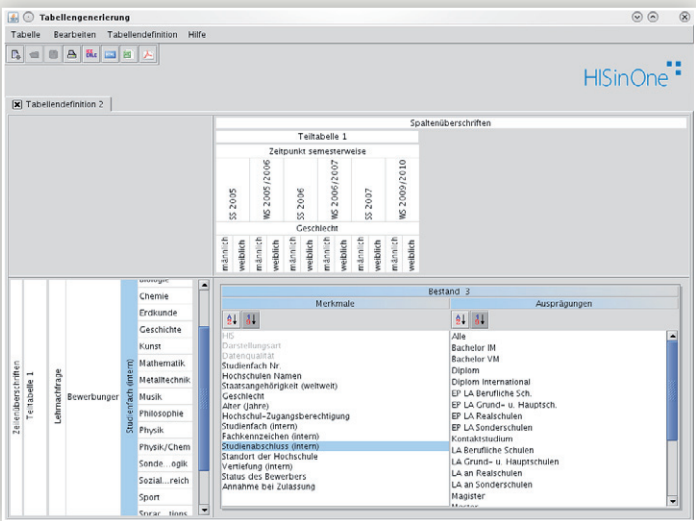 Tabellengenerierung
Tabelle Bearbeiten Tabellendefinition Hilfe
HISinOne
Tabellendefinition 2
Spaltenüberschriften
Teiltabelle 1
Zeitpunkt semesterweise
SS 2005
WS 2005/2006
SS 2006
WS 2006/2007
SS 2007
WS 2009/2010
Geschlecht
männlich
weiblich
männlich
weiblich
männlich
weiblich
männlich
weiblich
männlich
weiblich
männlich
weiblich
Zeilenüberschriften
Teiltabelle 1
Lehrnachfrage
Bewerbunger
Studienfach (intern)
Chemie
Erdkunde
Geschichte
Kunst
Mathematik
Metalltechnik
Musik
Philosophie
Physik
Physik/Chem
Sonde...ogik
Sozial...reich
Sport
Sprac...tions
Bestand 3
Merkmale
HIS
Darstellungsart
Datenqualität
Studienfach Nr.
Hochschulen Namen
Staatsangehörigkeit (weltweit)
Geschlecht
Alter (Jahre)
Hochschul-Zugangsberechtigung
Studienfach (intern)
Fachkennzeichen (intern)
Studienabschluss (intern)
Standort der Hochschule
Vertiefung (intern)
Status des Bewerbers
Annahme bei Zulassung
Ausprägungen
Alle
Bachelor IM
Bachelor VM
Diplom
Diplom International
EP LA Berufliche Sch.
EP LA Grund- u. Hauptsch.
EP LA Realschulen
EP LA Sonderschulen
Kontaktstudium
LA Berufliche Schulen
LA Grund- u. Hauptschulen
LA an Realschulen
LA an Sonderschulen
Magister
Master